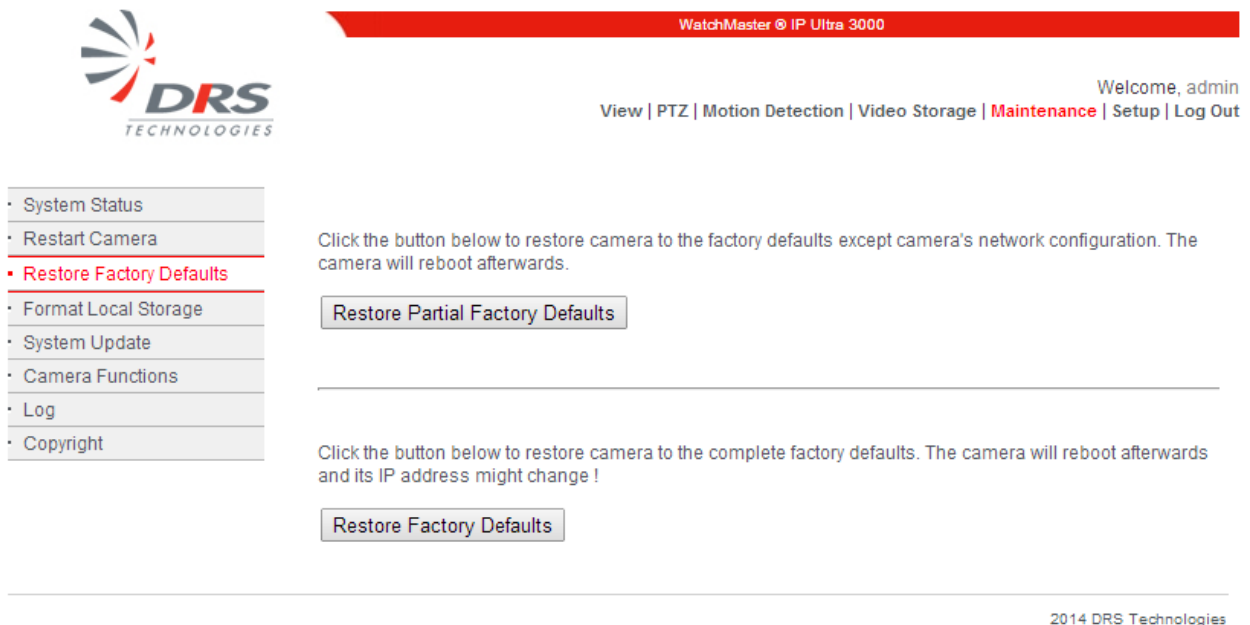 WatchMaster ® IP Ultra 3000
DRS
TECHNOLOGIES
Welcome, admin
View | PTZ | Motion Detection | Video Storage | Maintenance | Setup | Log Out
· System Status
· Restart Camera
· Restore Factory Defaults
· Format Local Storage
· System Update
· Camera Functions
· Log
· Copyright
Click the button below to restore camera to the factory defaults except camera's network configuration. The
camera will reboot afterwards.
Restore Partial Factory Defaults
Click the button below to restore camera to the complete factory defaults. The camera will reboot afterwards
and its IP address might change !
Restore Factory Defaults
2014 DRS Technologies